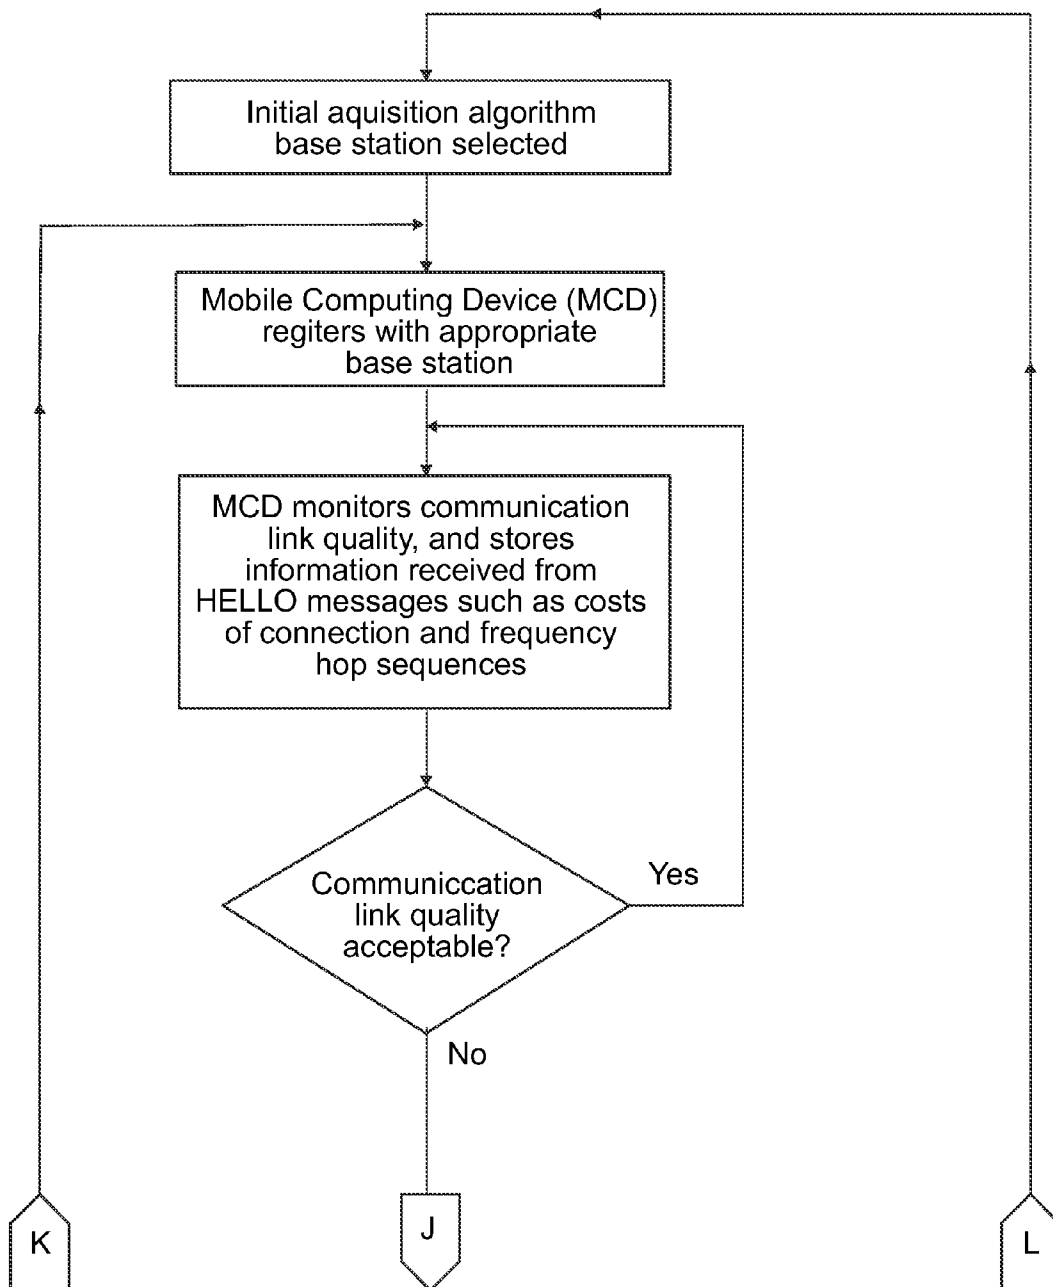 Initial aquisition algorithm
base station selected
Mobile Computing Device (MCD)
regiters with appropriate
base station
MCD monitors communication
link quality, and stores
information received from
HELLO messages such as costs
of connection and frequency
hop sequences
Communiccation
link quality
acceptable?
Yes
No
K
J
L